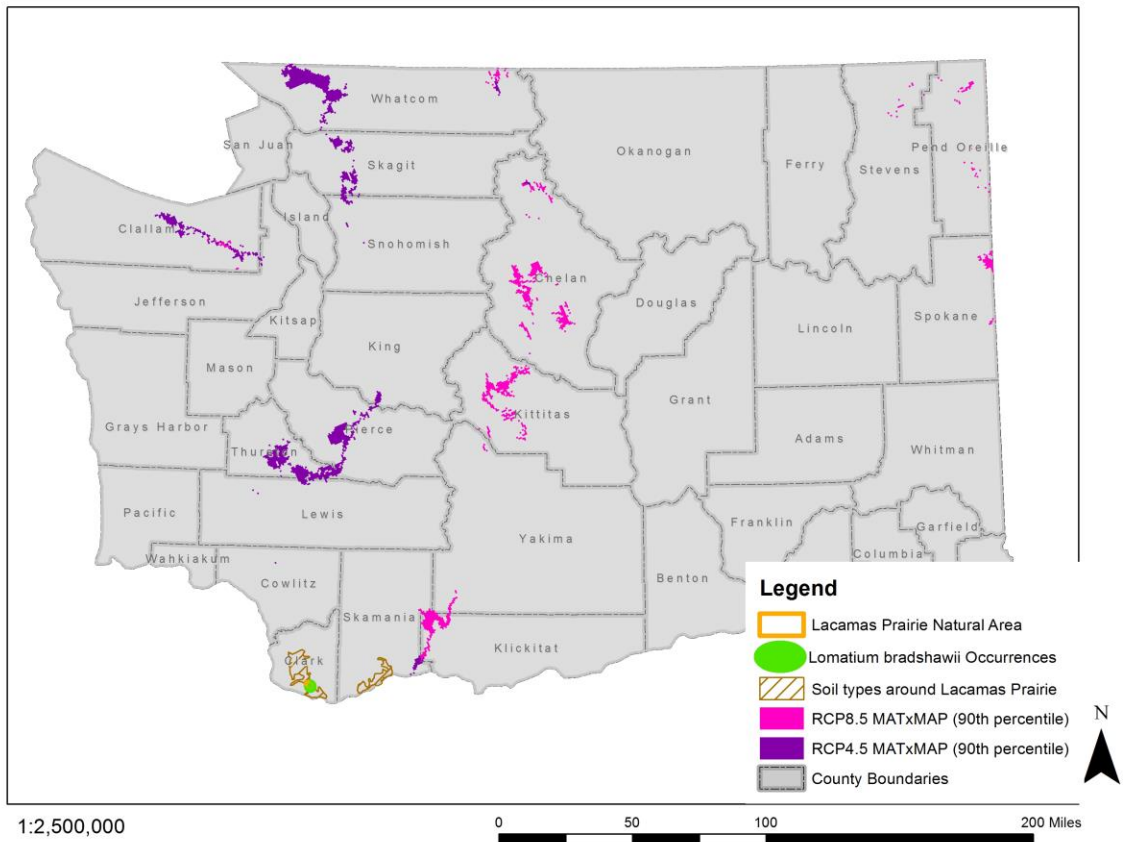 Whatcom
San Juan
Skagit
Okanogan
Ferry
Stevens
Pend Oreille
Island
Clallam
Snohomish
Chelan
Jefferson
Kitsap
Douglas
Lincoln
Spokane
King
Mason
Grant
Kittitas
Grays Harbor
Pierce
Thurston
Adams
Whitman
Pacific
Lewis
Franklin
Garfield
Wahkiakum
Yakima
Columbia
Cowlitz
Benton
Skamania
Klickitat
Clark
Legend
Lacamas Prairie Natural Area
Lomatium bradshawii Occurrences
Soil types around Lacamas Prairie
RCP8.5 MATxMAP (90th percentile)
RCP4.5 MATxMAP (90th percentile)
County Boundaries
N
1:2,500,000
0 50 100 200 Miles